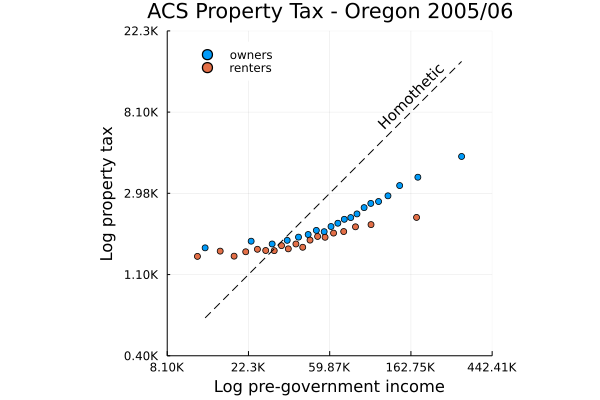 ACS Property Tax - Oregon 2005/06
22.3K
owners
renters
Homothetic
8.10K
Log property tax
2.98K
1.10K
0.40K
8.10K 22.3K 59.87K 162.75K 442.41K
Log pre-government income